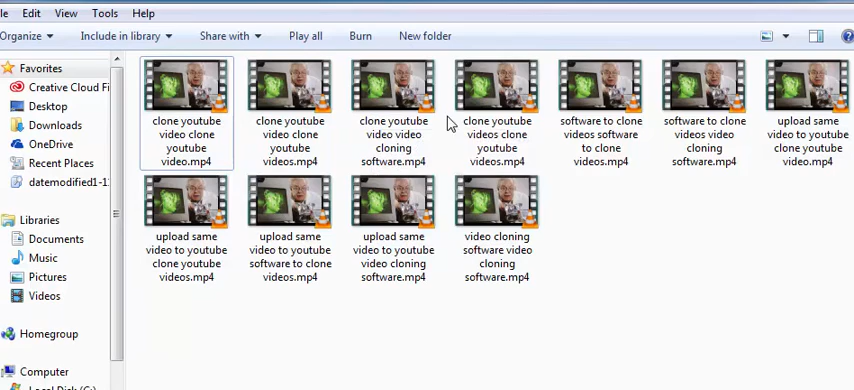 le Edit View Tools Help
Organize Include in library Share with Play all Burn New folder
Favorites
Creative Cloud Fi
Desktop
Downloads
OneDrive
Recent Places
datemodified1-1
Libraries
Documents
Music
Pictures
Videos
Homegroup
Computer
clone youtube
video clone
youtube
video.mp4
clone youtube
video clone
youtube
videos.mp4
clone youtube
video video
cloning
software.mp4
clone youtube
videos clone
youtube
videos.mp4
software to clone
videos software
to clone
videos.mp4
software to clone
videos video
cloning
software.mp4
upload same
video to youtube
clone youtube
video.mp4
upload same
video to youtube
clone youtube
videos.mp4
upload same
video to youtube
software to clone
videos.mp4
upload same
video to youtube
video cloning
software.mp4
video cloning
software video
cloning
software.mp4